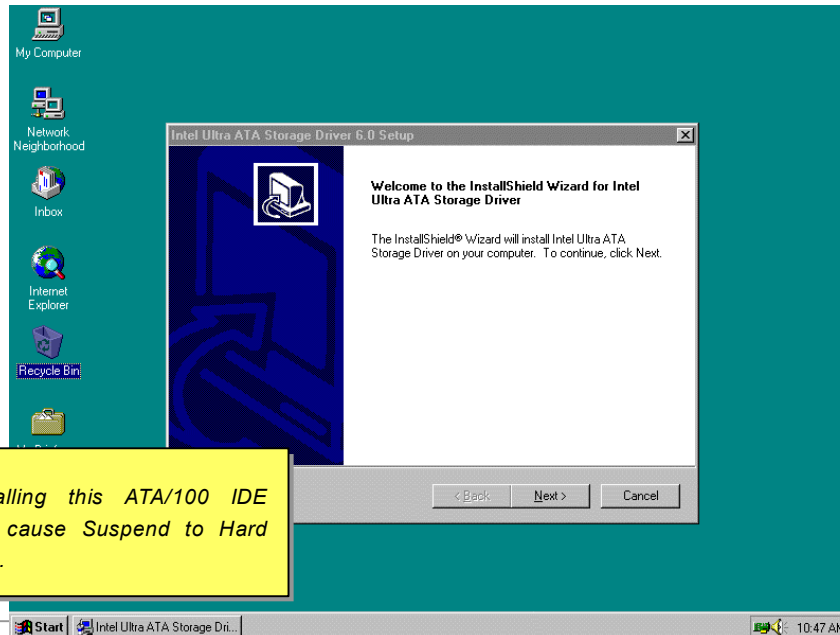 My Computer
Network
Neighborhood
Inbox
Internet
Explorer
Recycle Bin
Intel Ultra ATA Storage Driver 6.0 Setup
Welcome to the InstallShield Wizard for Intel
Ultra ATA Storage Driver
The InstallShield® Wizard will install Intel Ultra ATA
Storage Driver on your computer. To continue, click Next.
< Back
Next >
Cancel
alling this ATA/100 IDE
cause Suspend to Hard
.
Start
Intel Ultra ATA Storage Dri...
10:47 AM